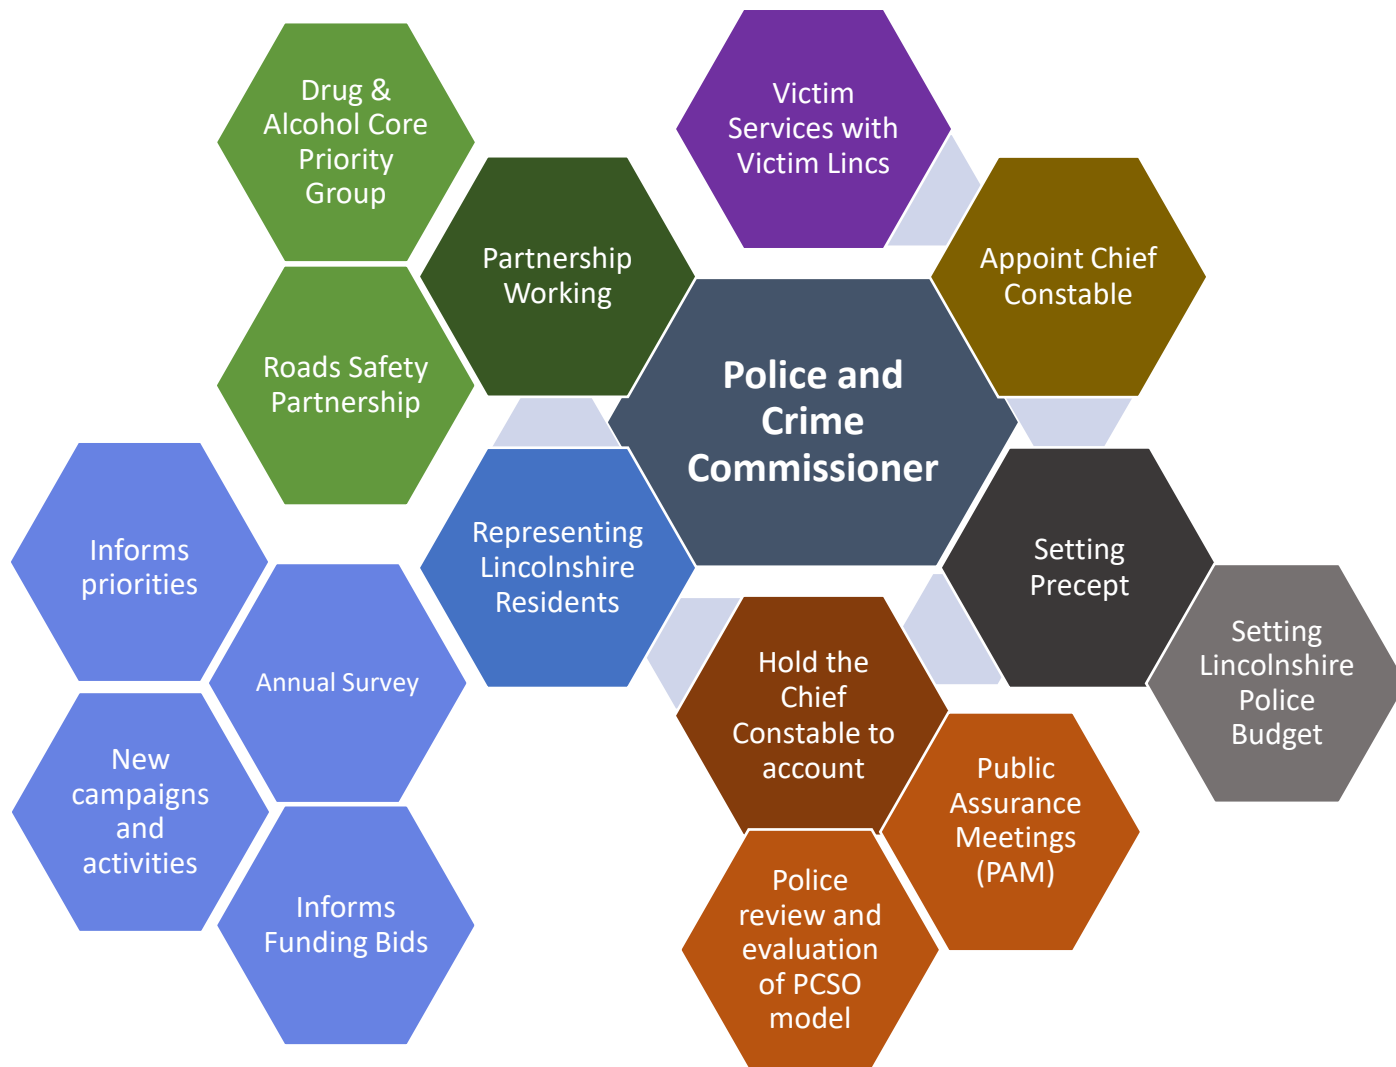 Drug &
Alcohol Core
Priority
Group
Victim
Services with
Victim Lincs
Partnership
Working
Appoint Chief
Constable
Roads Safety
Partnership
Police and
Crime
Commissioner
Informs
priorities
Representing
Lincolnshire
Residents
Setting
Precept
Annual Survey
Hold the
Chief
Constable to
account
Setting
Lincolnshire
Police
Budget
New
campaigns
and
activities
Public
Assurance
Meetings
(PAM)
Informs
Funding Bids
Police
review and
evaluation
of PCSO
model